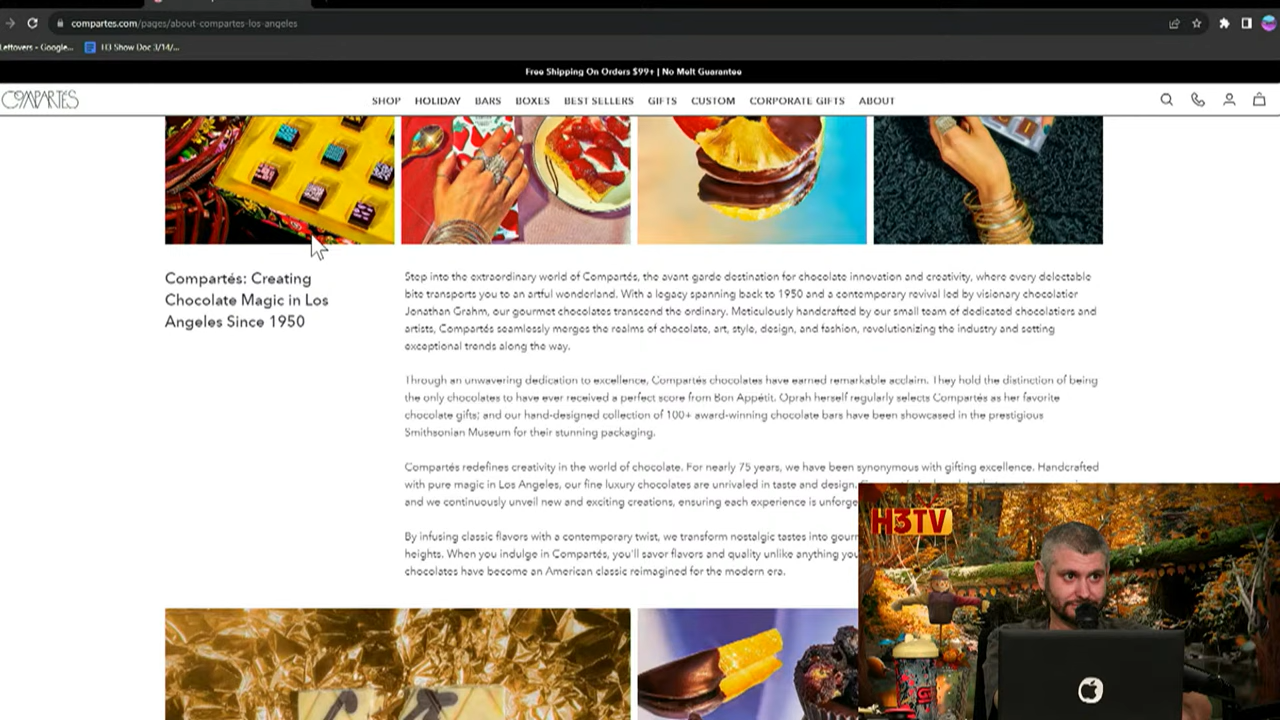 compartes.com/pages/about-compartes-los-angeles
Leftovers - Google...
H3 Show Doc 3/14/...
Free Shipping On Orders $99+ | No Melt Guarantee
COMPARTÉS
SHOP HOLIDAY BARS BOXES BEST SELLERS GIFTS CUSTOM CORPORATE GIFTS ABOUT
Compartés: Creating
Chocolate Magic in Los
Angeles Since 1950
Step into the extraordinary world of Compartés, the avant garde destination for chocolate innovation and creativity, where every delectable
bite transports you to an artful wonderland. With a legacy spanning back to 1950 and a contemporary revival led by visionary chocolatier
Jonathan Grahm, our gourmet chocolates transcend the ordinary. Meticulously handcrafted by our small team of dedicated chocolatiers and
artists, Compartés seamlessly merges the realms of chocolate, art, style, design, and fashion, revolutionizing the industry and setting
exceptional trends along the way.
Through an unwavering dedication to excellence, Compartés chocolates have earned remarkable acclaim. They hold the distinction of being
the only chocolates to have ever received a perfect score from Bon Appétit. Oprah herself regularly selects Compartés as her favorite
chocolate gifts; and our hand-designed collection of 100+ award-winning chocolate bars have been showcased in the prestigious
Smithsonian Museum for their stunning packaging.
Compartés redefines creativity in the world of chocolate. For nearly 75 years, we have been synonymous with gifting excellence. Handcrafted
with pure magic in Los Angeles, our fine luxury chocolates are unrivaled in taste and design.
and we continuously unveil new and exciting creations, ensuring each experience is
By infusing classic flavors with a contemporary twist, we transform nostalgic tastes into
heights. When you indulge in Compartés, you'll savor flavors and quality unlike anything
chocolates have become an American classic reimagined for the modern era.
H3TV